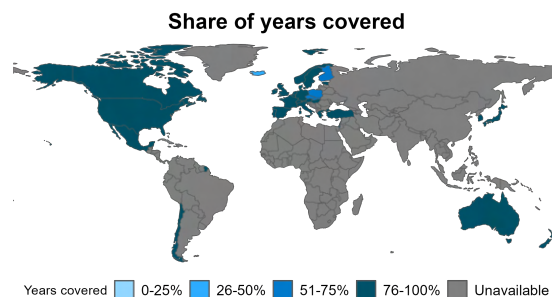 Share of years covered
Years covered 0-25% 26-50% 51-75% 76-100% Unavailable